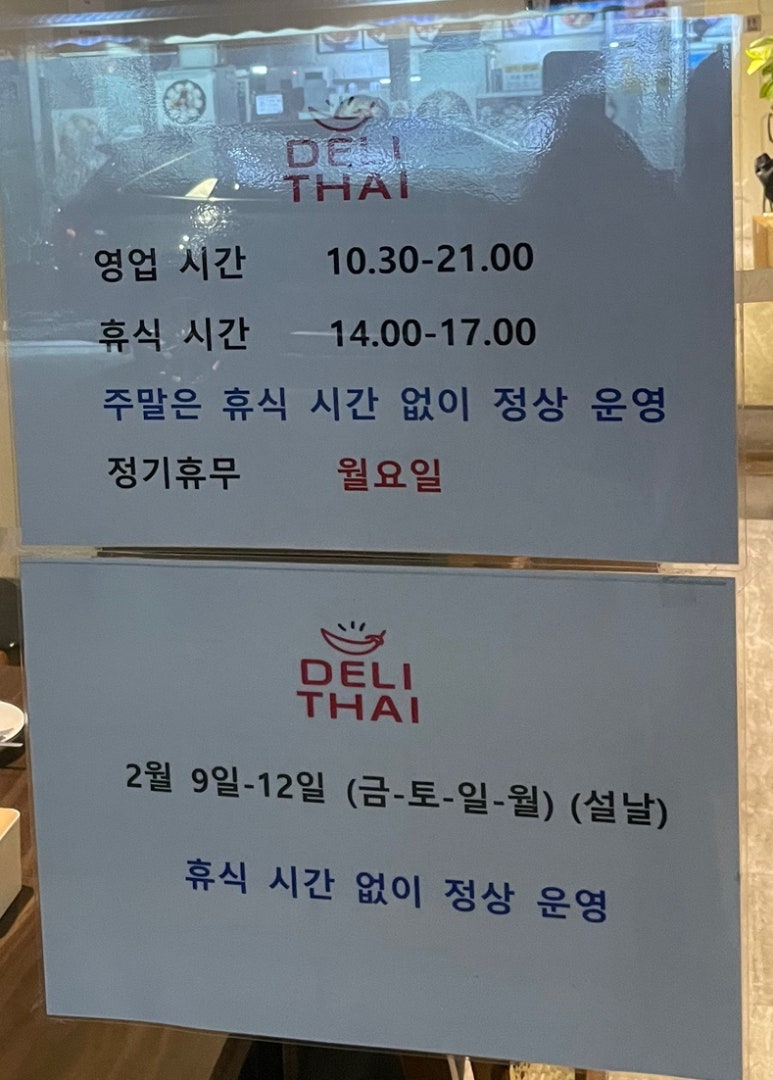 DELI
THAI
영업 시간 10.30-21.00
휴식 시간 14.00-17.00
주말은 휴식 시간 없이 정상 운영
정기휴무 월요일
DELI
THAI
2월 9일-12일 (금-토-일-월) (설날)
휴식 시간 없이 정상 운영